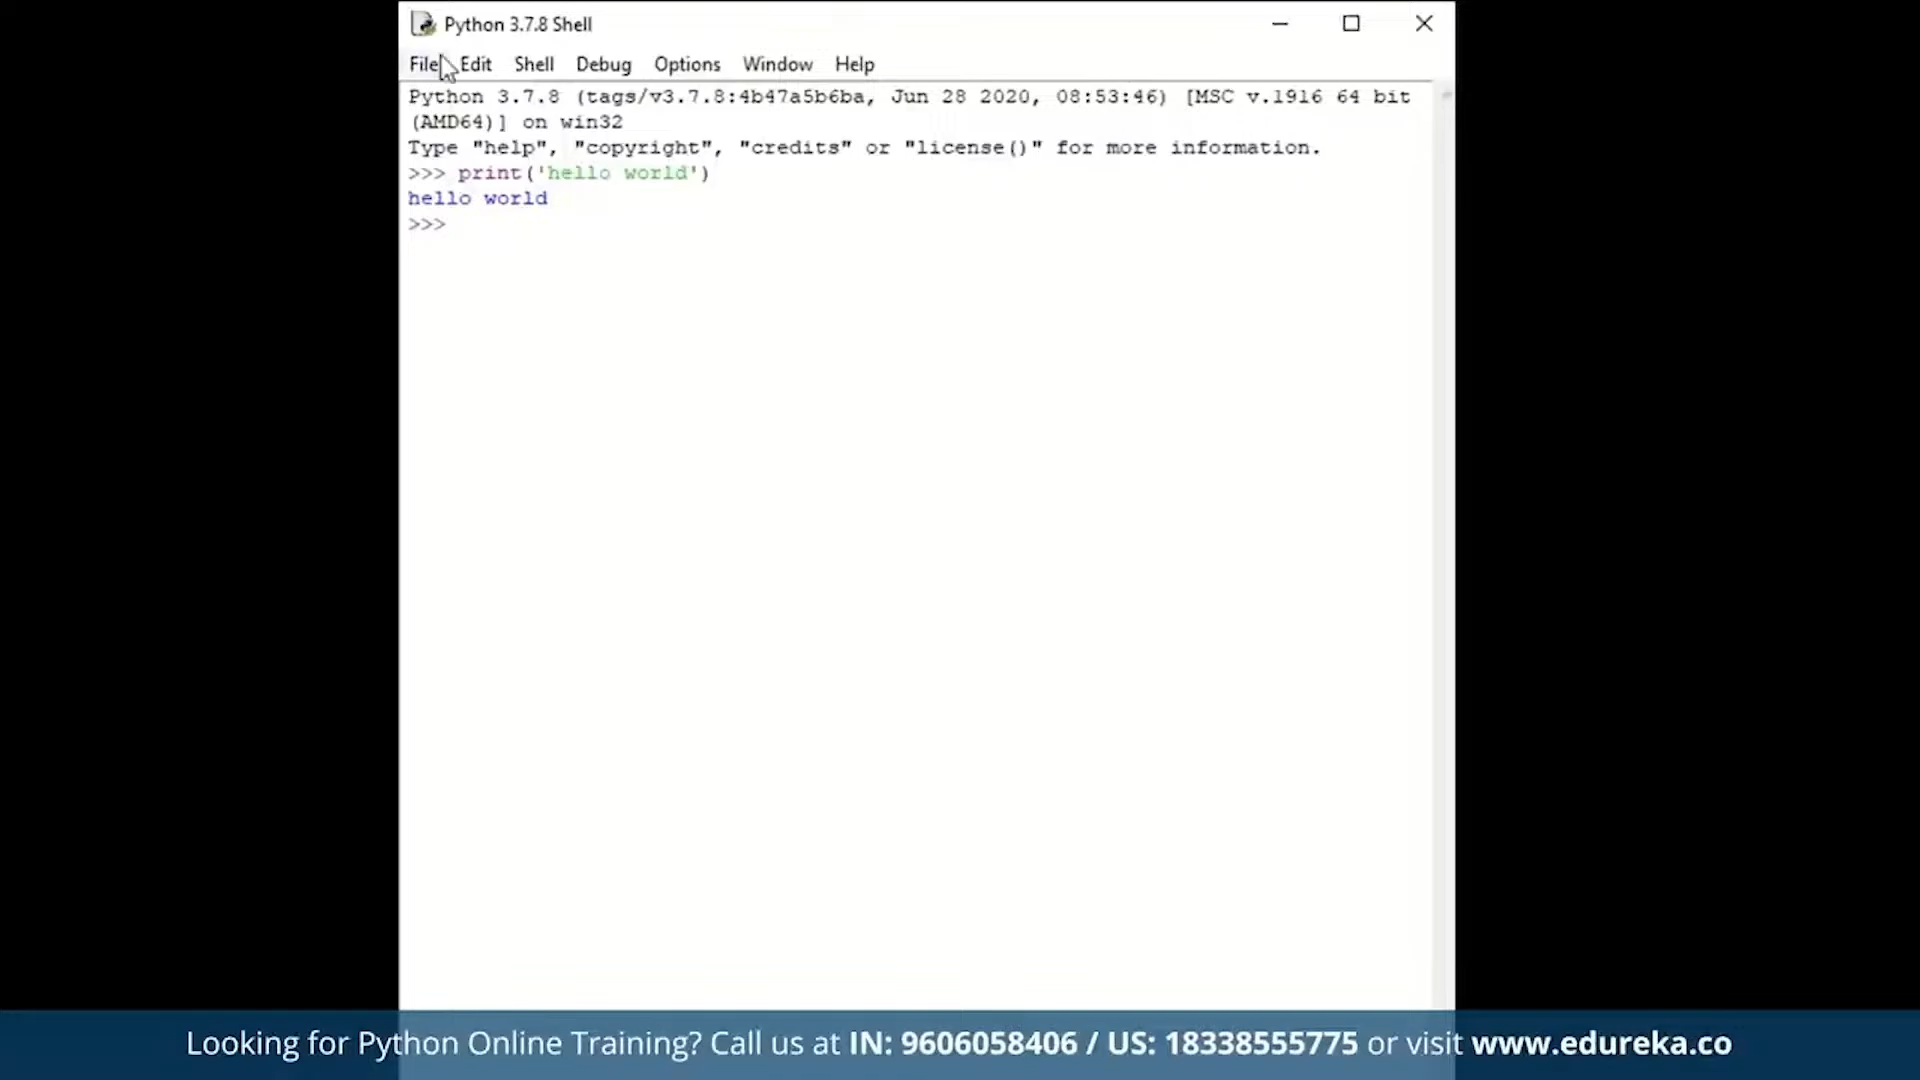 Python 3.7.8 Shell
File Edit Shell Debug Options Window Help
Python 3.7.8 (tags/v3.7.8:4b47a5b6ba, Jun 28 2020, 08:53:46) [MSC v.1916 64 bit
(AMD64)] on win32
Type "help", "copyright", "credits" or "license()" for more information.
>>> print('hello world')
hello world
>>>
Looking for Python Online Training? Call us at IN: 9606058406 / US: 18338555775 or visit www.edureka.co